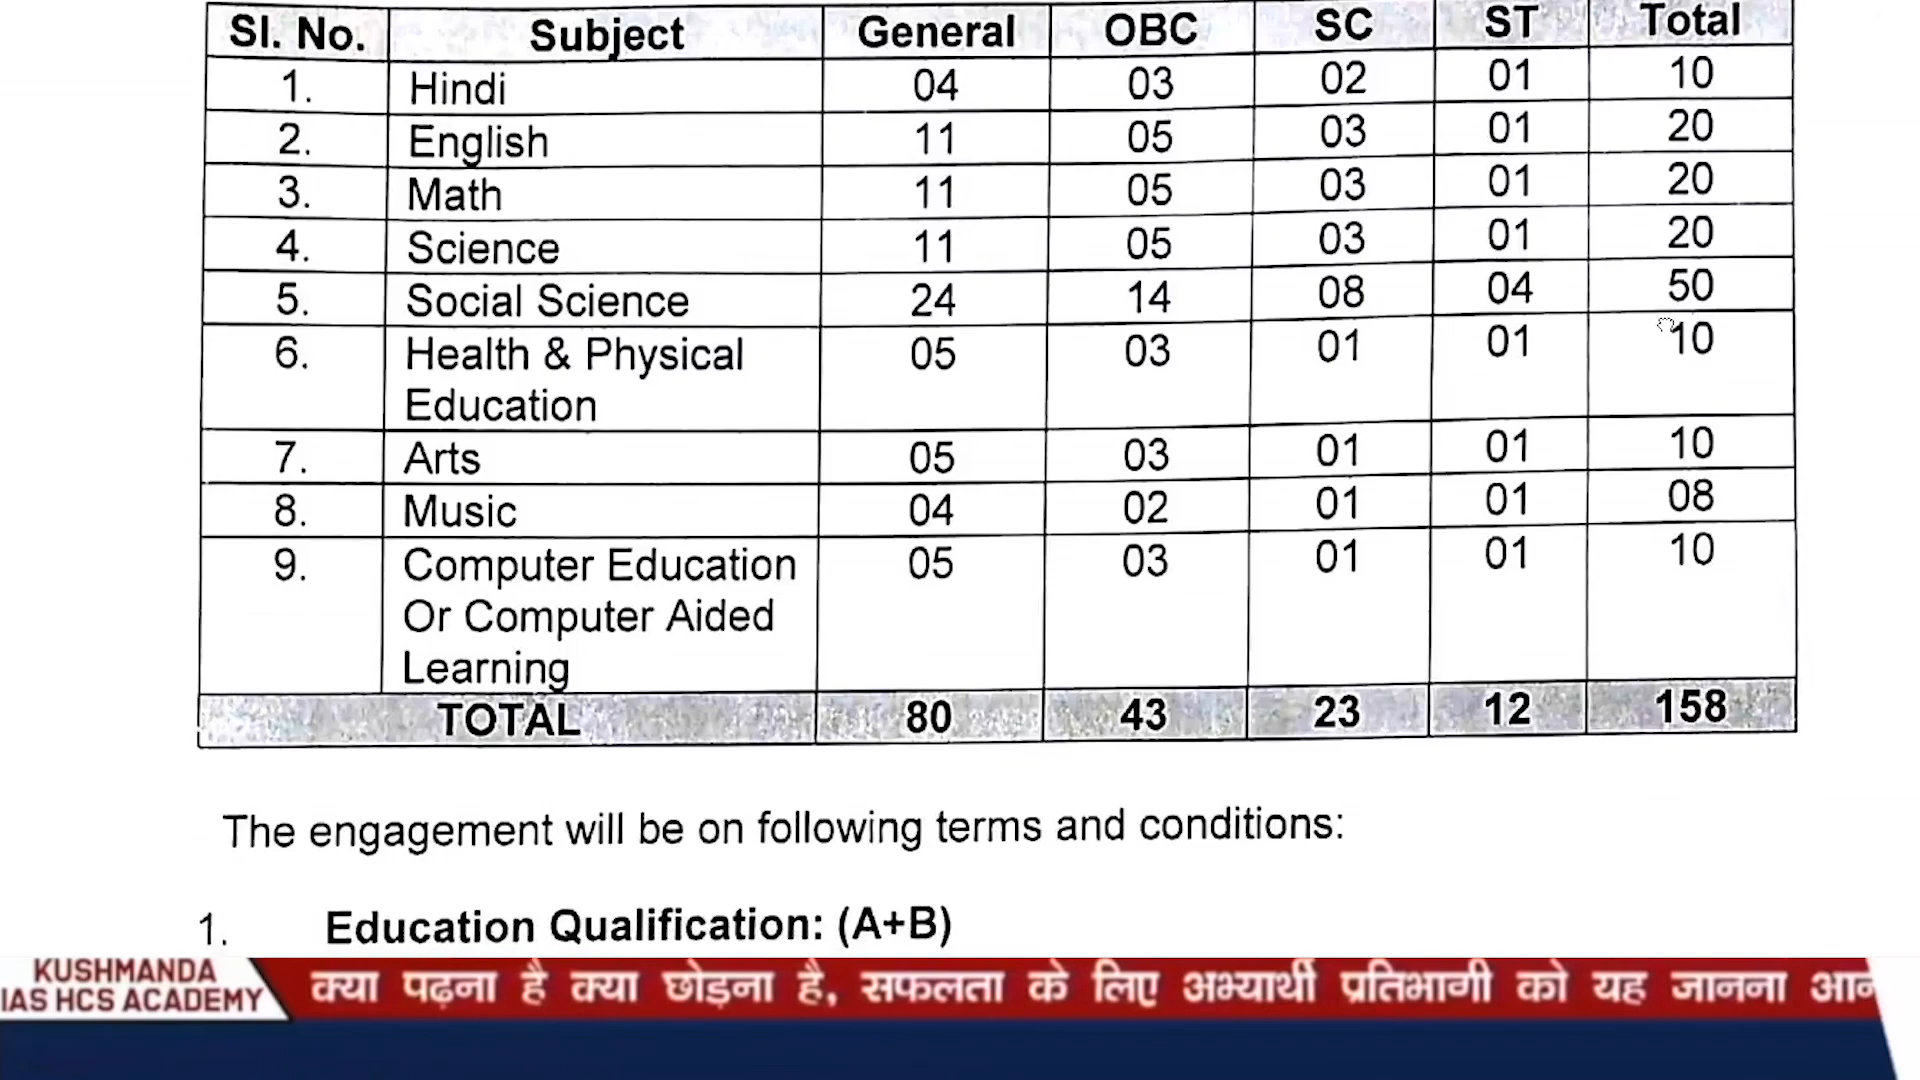 Sl. No. Subject General OBC SC ST Total
1. Hindi 04 03 02 01 10
2. English 11 05 03 01 20
3. Math 11 05 03 01 20
4. Science 11 05 03 01 20
5. Social Science 24 14 08 04 50
6. Health & Physical 05 03 01 01 10
Education
7. Arts 05 03 01 01 10
8. Music 04 02 01 01 08
9. Computer Education 05 03 01 01 10
Or Computer Aided
Learning
TOTAL 80 43 23 12 158
The engagement will be on following terms and conditions:
1. Education Qualification: (A+B)
KUSHMANDA
IAS HCS ACADEMY
क्या पढ़ना है क्या छोड़ना है, सफलता के लिए अभ्यार्थी प्रतिभागी को यह जानना